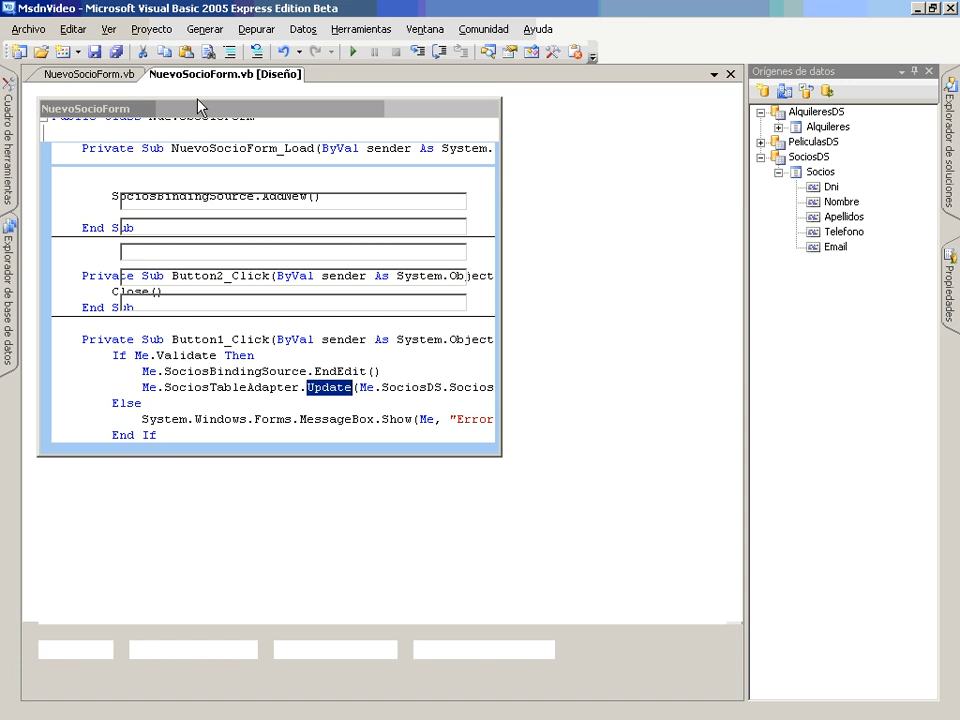 MsdnVideo - Microsoft Visual Basic 2005 Express Edition Beta
Archivo Editar Ver Proyecto Generar Depurar Datos Herramientas Ventana Comunidad Ayuda
NuevoSocioForm.vb NuevoSocioForm.vb [Diseño]
Cuadro de herramientas
Explorador de base de datos
NuevoSocioForm
Private Sub NuevoSocioForm_Load(ByVal sender As System.
SociosBindingSource.AddNew()
End Sub
Private Sub Button2_Click(ByVal sender As System.Object
Close()
End Sub
Private Sub Button1_Click(ByVal sender As System.Object
If Me.Validate Then
Me.SociosBindingSource.EndEdit()
Me.SociosTableAdapter.Update(Me.SociosDS.Socios
Else
System.Windows.Forms.MessageBox.Show(Me, "Error
End If
Orígenes de datos
AlquileresDS
Alquileres
PeliculasDS
SociosDS
Socios
Dni
Nombre
Apellidos
Telefono
Email
Explorador de soluciones
Propiedades